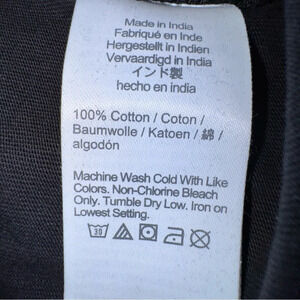 Made in India
Fabriqué en Inde
Hergestellt in Indien
Vervaardigd in India
インド製
hecho en india
100% Cotton / Coton /
Baumwolle / Katoen / 綿 /
algodón
Machine Wash Cold With Like
Colors. Non-Chlorine Bleach
Only. Tumble Dry Low. Iron on
Lowest Setting.
30